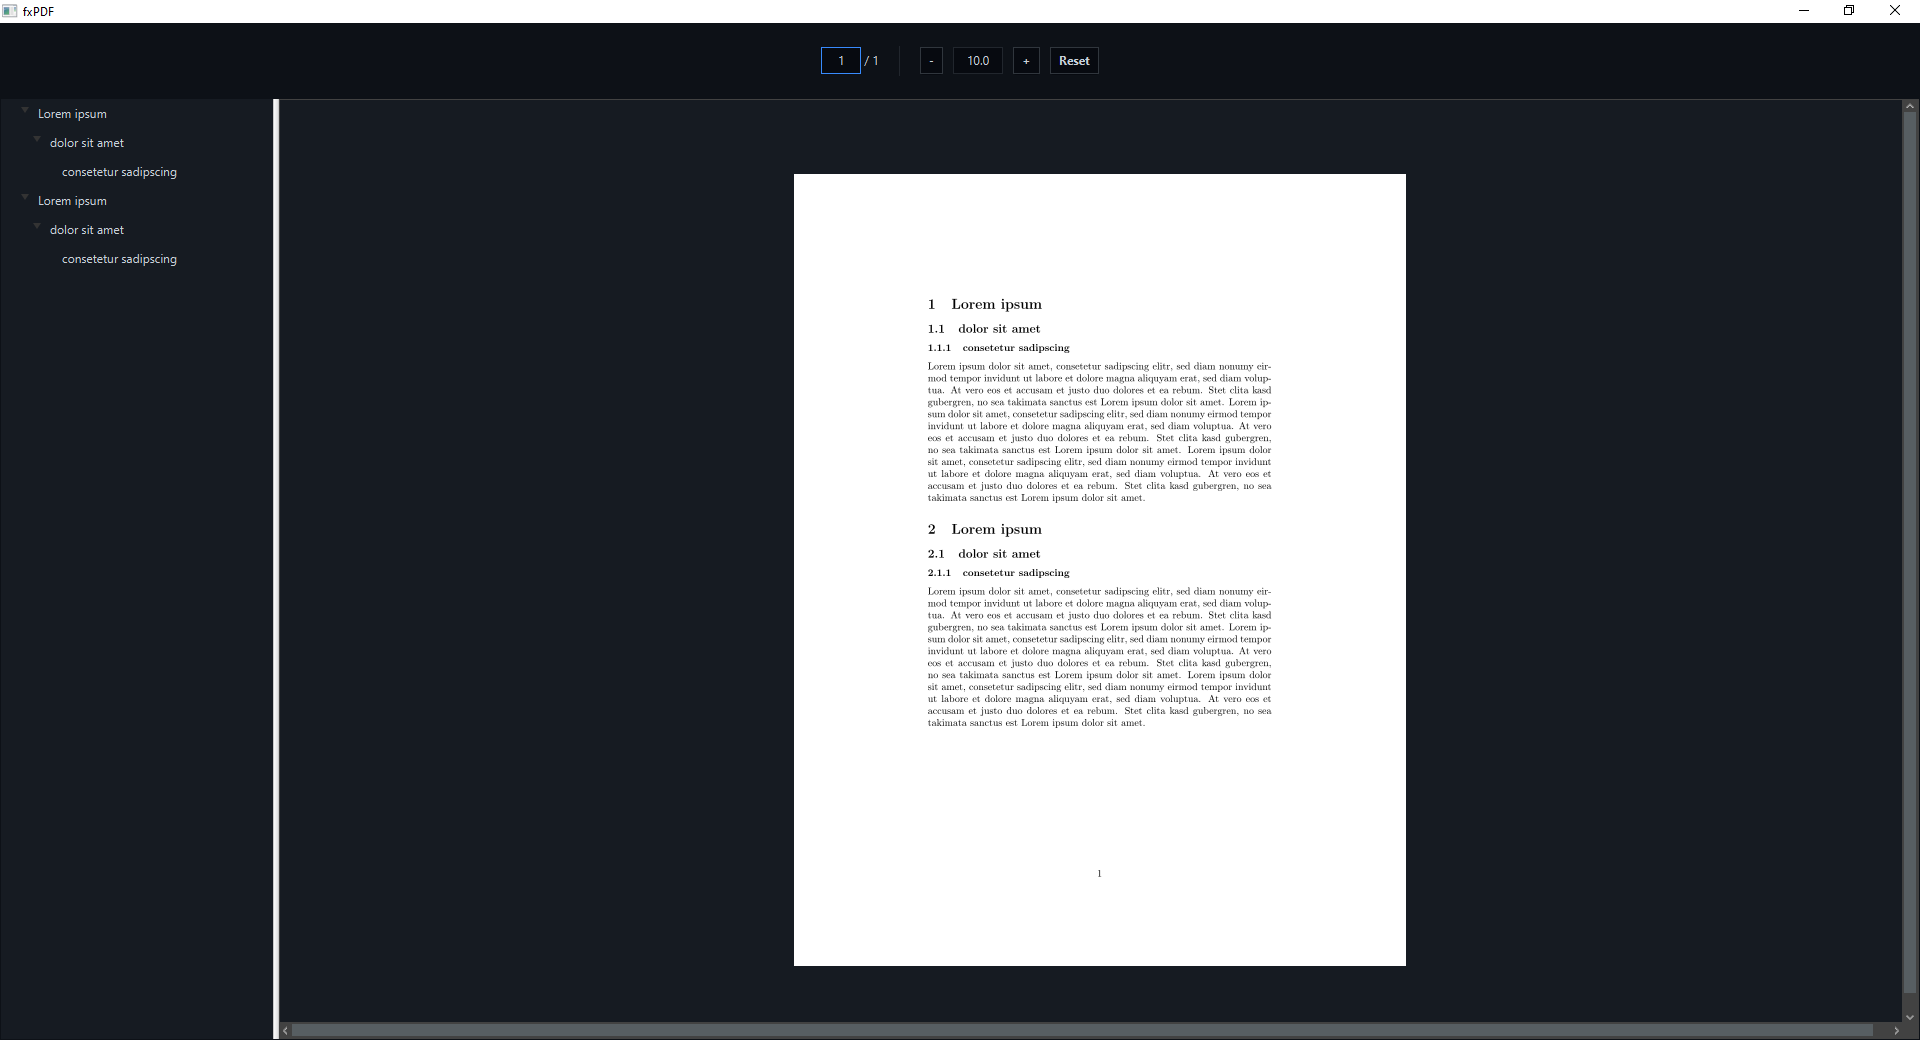 fxPDF
1 / 1 - 10.0 + Reset
Lorem ipsum
dolor sit amet
consetetur sadipscing
Lorem ipsum
dolor sit amet
consetetur sadipscing
1 Lorem ipsum
1.1 dolor sit amet
1.1.1 consetetur sadipscing
Lorem ipsum dolor sit amet, consetetur sadipscing elitr, sed diam nonumy eir-
mod tempor invidunt ut labore et dolore magna aliquyam erat, sed diam volup-
tua. At vero eos et accusam et justo duo dolores et ea rebum. Stet clita kasd
gubergren, no sea takimata sanctus est Lorem ipsum dolor sit amet. Lorem ip-
sum dolor sit amet, consetetur sadipscing elitr, sed diam nonumy eirmod tempor
invidunt ut labore et dolore magna aliquyam erat, sed diam voluptua. At vero
eos et accusam et justo duo dolores et ea rebum. Stet clita kasd gubergren,
no sea takimata sanctus est Lorem ipsum dolor sit amet. Lorem ipsum dolor
sit amet, consetetur sadipscing elitr, sed diam nonumy eirmod tempor invidunt
ut labore et dolore magna aliquyam erat, sed diam voluptua. At vero eos et
accusam et justo duo dolores et ea rebum. Stet clita kasd gubergren, no sea
takimata sanctus est Lorem ipsum dolor sit amet.
2 Lorem ipsum
2.1 dolor sit amet
2.1.1 consetetur sadipscing
Lorem ipsum dolor sit amet, consetetur sadipscing elitr, sed diam nonumy eir-
mod tempor invidunt ut labore et dolore magna aliquyam erat, sed diam volup-
tua. At vero eos et accusam et justo duo dolores et ea rebum. Stet clita kasd
gubergren, no sea takimata sanctus est Lorem ipsum dolor sit amet. Lorem ip-
sum dolor sit amet, consetetur sadipscing elitr, sed diam nonumy eirmod tempor
invidunt ut labore et dolore magna aliquyam erat, sed diam voluptua. At vero
eos et accusam et justo duo dolores et ea rebum. Stet clita kasd gubergren,
no sea takimata sanctus est Lorem ipsum dolor sit amet. Lorem ipsum dolor
sit amet, consetetur sadipscing elitr, sed diam nonumy eirmod tempor invidunt
ut labore et dolore magna aliquyam erat, sed diam voluptua. At vero eos et
accusam et justo duo dolores et ea rebum. Stet clita kasd gubergren, no sea
takimata sanctus est Lorem ipsum dolor sit amet.
1